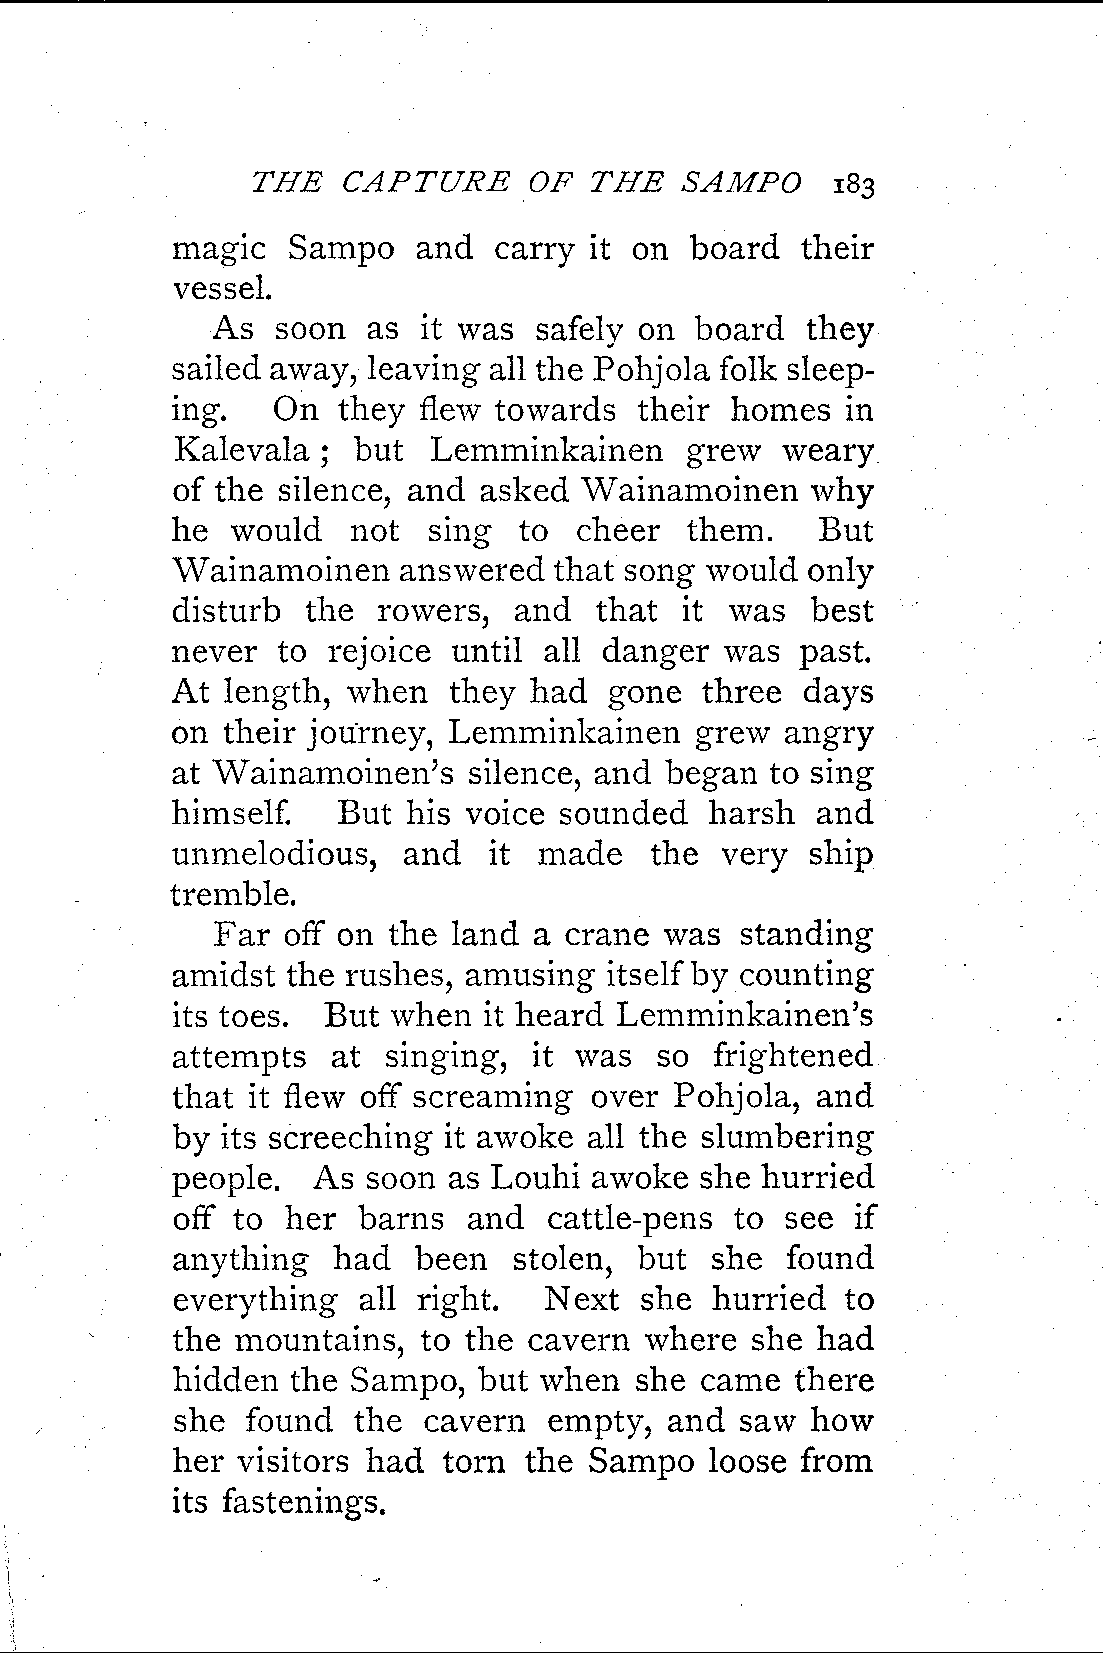 THE CAPTURE OF THE SAMPO 183
magic Sampo and carry it on board their
vessel.
As soon as it was safely on board they
sailed away, leaving all the Pohjola folk sleep-
ing. On they flew towards their homes in
Kalevala ; but Lemminkainen grew weary
of the silence, and asked Wainamoinen why
he would not sing to cheer them. But
Wainamoinen answered that song would only
disturb the rowers, and that it was best
never to rejoice until all danger was past.
At length, when they had gone three days
on their journey, Lemminkainen grew angry
at Wainamoinen's silence, and began to sing
himself. But his voice sounded harsh and
unmelodious, and it made the very ship
tremble.
Far off on the land a crane was standing
amidst the rushes, amusing itself by counting
its toes. But when it heard Lemminkainen's
attempts at singing, it was so frightened
that it flew off screaming over Pohjola, and
by its screeching it awoke all the slumbering
people. As soon as Louhi awoke she hurried
off to her barns and cattle-pens to see if
anything had been stolen, but she found
everything all right. Next she hurried to
the mountains, to the cavern where she had
hidden the Sampo, but when she came there
she found the cavern empty, and saw how
her visitors had torn the Sampo loose from
its fastenings.